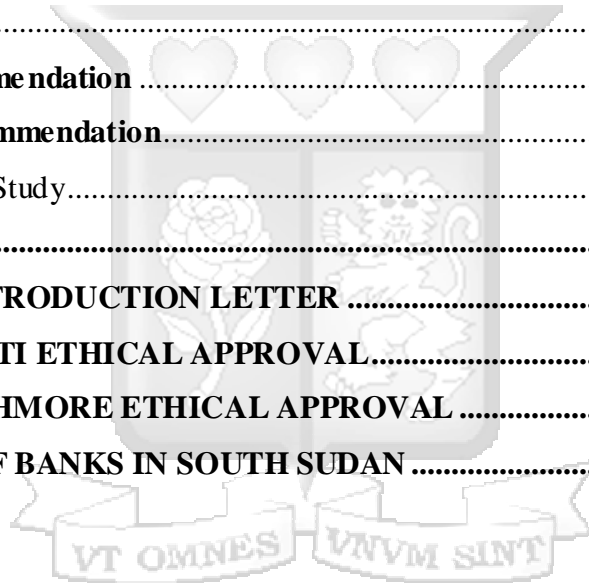 ....................................................................
mendation ....................................................
mmendation....................................................
Study.................................................................
....................................................................
TRODUCTION LETTER ................................
TI ETHICAL APPROVAL.............................
HMORE ETHICAL APPROVAL ..................
F BANKS IN SOUTH SUDAN ........................
VT OMNES VNVM SINT